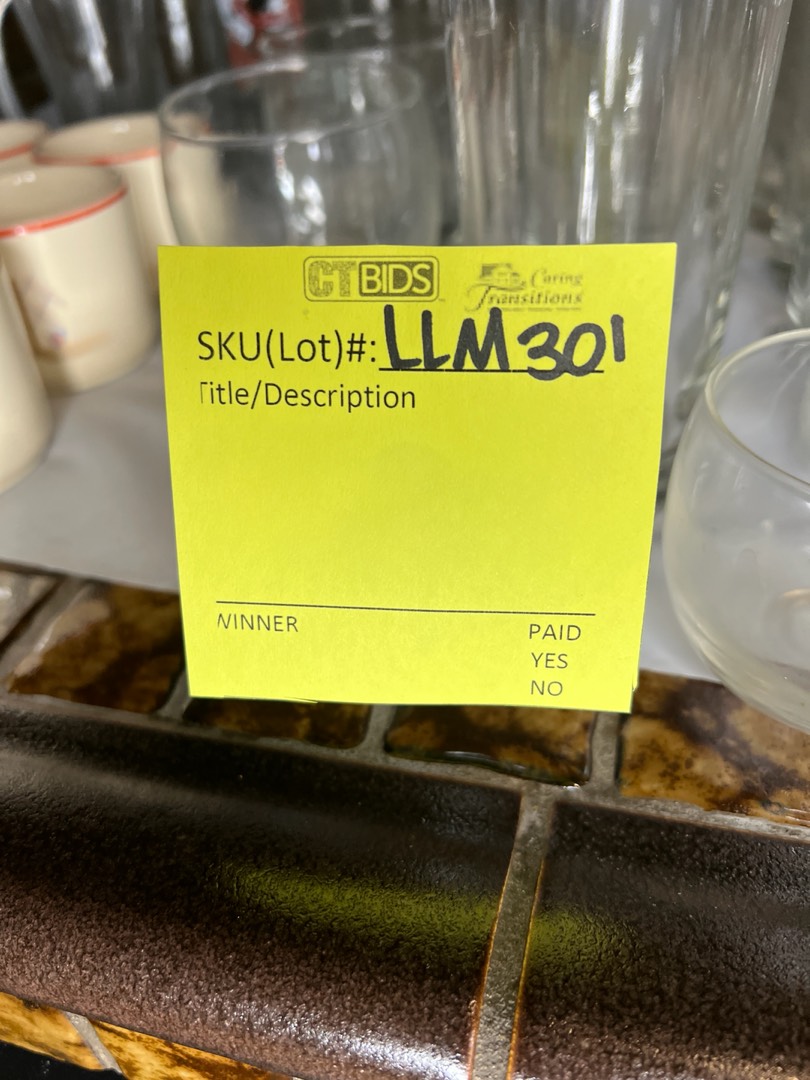 CTBIDS
Caring
Transitions
SKU(Lot)#: LLM301
Title/Description
WINNER
PAID
YES
NO